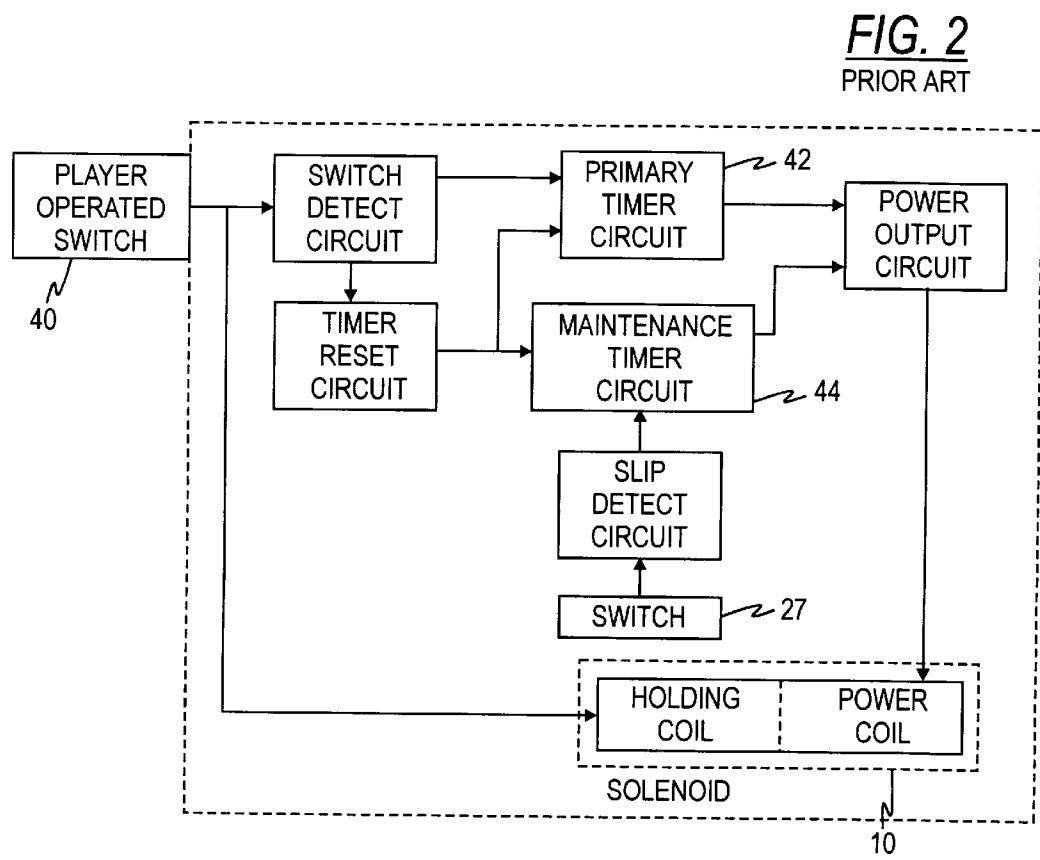 FIG. 2
PRIOR ART
PLAYER
OPERATED
SWITCH
40
SWITCH
DETECT
CIRCUIT
PRIMARY
TIMER
CIRCUIT
42
POWER
OUTPUT
CIRCUIT
TIMER
RESET
CIRCUIT
MAINTENANCE
TIMER
CIRCUIT
44
SLIP
DETECT
CIRCUIT
SWITCH
27
HOLDING
COIL
POWER
COIL
SOLENOID
10